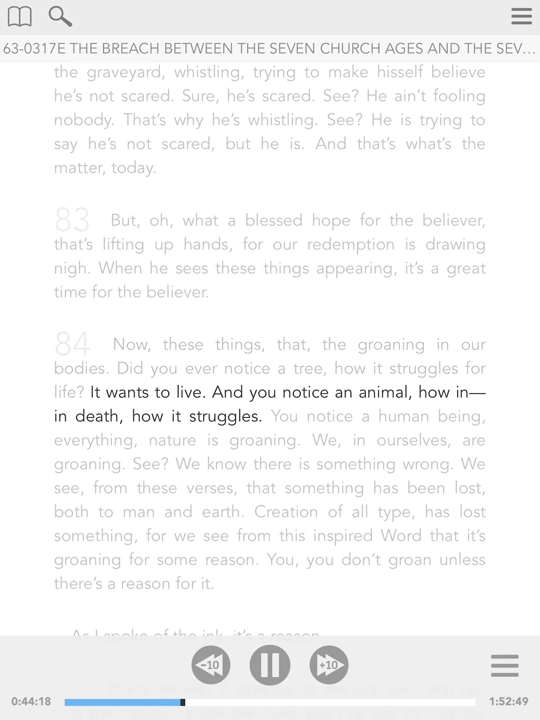 63-0317E THE BREACH BETWEEN THE SEVEN CHURCH AGES AND THE SEV...
the graveyard, whistling, trying to make hisself believe
he's not scared. Sure, he's scared. See? He ain't fooling
nobody. That's why he's whistling. See? He is trying to
say he's not scared, but he is. And that's what's the
matter, today.
83 But, oh, what a blessed hope for the believer,
that's lifting up hands, for our redemption is drawing
nigh. When he sees these things appearing, it's a great
time for the believer.
84 Now, these things, that, the groaning in our
bodies. Did you ever notice a tree, how it struggles for
life? It wants to live. And you notice an animal, how in—
in death, how it struggles. You notice a human being,
everything, nature is groaning. We, in ourselves, are
groaning. See? We know there is something wrong. We
see, from these verses, that something has been lost,
both to man and earth. Creation of all type, has lost
something, for we see from this inspired Word that it's
groaning for some reason. You, you don't groan unless
there's a reason for it.
As I spoke of the ink, it's a reason.
-10
+10
0:44:18
1:52:49